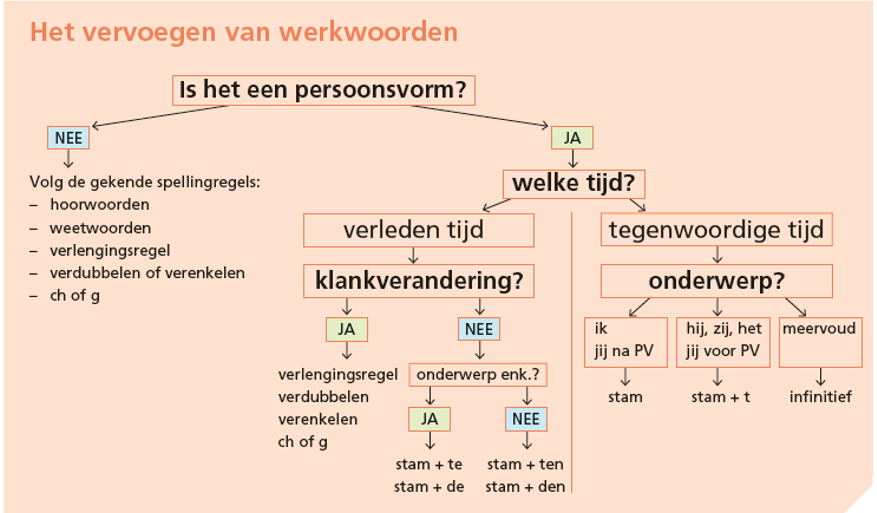 Het vervoegen van werkwoorden
Is het een persoonsvorm?
NEE
JA
Volg de gekende spellingregels:
– hoorwoorden
– weetwoorden
– verlengingsregel
– verdubbelen of verenkelen
– ch of g
welke tijd?
verleden tijd
tegenwoordige tijd
klankverandering?
onderwerp?
JA
NEE
ik
jij na PV
hij, zij, het
jij voor PV
meervoud
verlengingsregel
verdubbelen
verenkelen
ch of g
onderwerp enk.?
stam
stam + t
infinitief
JA
NEE
stam + te
stam + de
stam + ten
stam + den